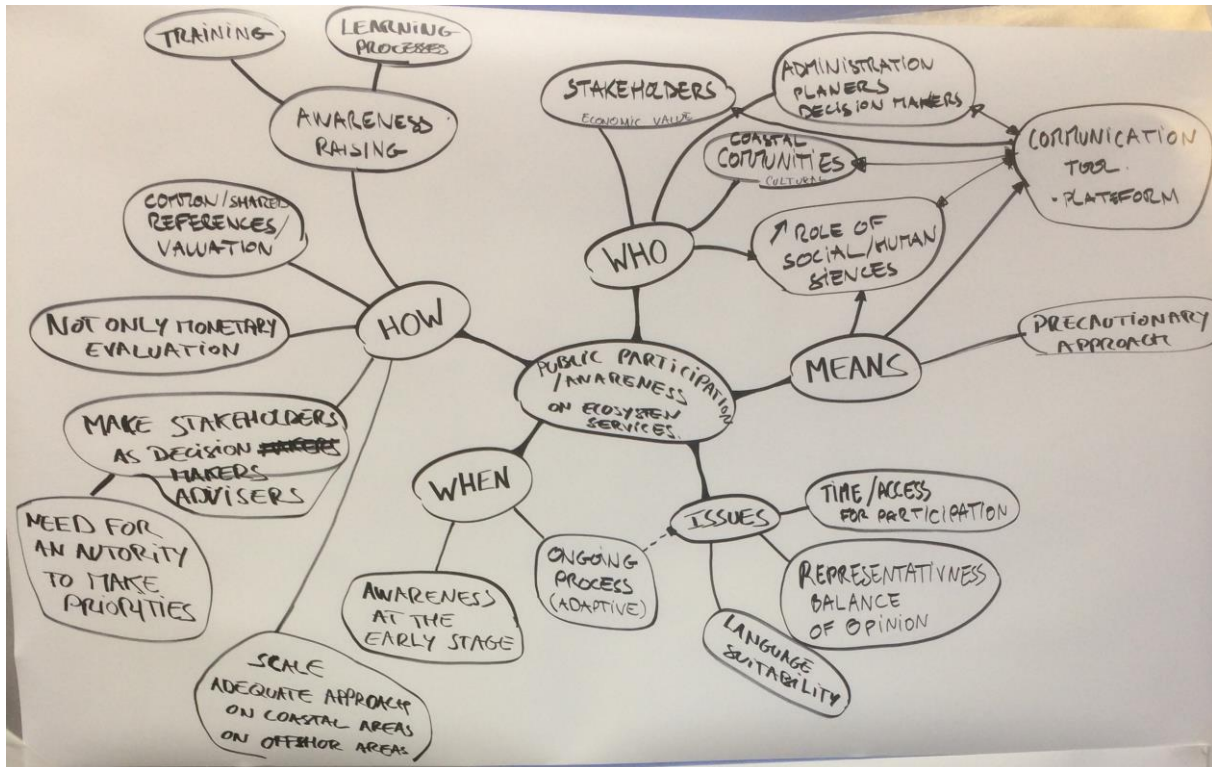 TRAINING
LEARNING
PROCESSES
AWARENESS
RAISING
COMMON/SHARED
REFERENCES/
VALUATION
NOT ONLY MONETARY
EVALUATION
MAKE STAKEHOLDERS
AS DECISION MAKERS
MAKERS
ADVISERS
NEED FOR
AN AUTORITY
TO MAKE
PRIORITIES
SCALE
ADEQUATE APPROACH
ON COASTAL AREAS
ON OFFSHOR AREAS
HOW
STAKEHOLDERS
ECONOMIC VALUE
ADMINISTRATION
PLANERS
DECISION MAKERS
COASTAL
COMMUNITIES
CULTURAL
COMMUNICATION
TOOL.
- PLATEFORM
WHO
↗ ROLE OF
SOCIAL/HUMAN
SIENCES
PUBLIC PARTICIPATION
/AWARENESS
ON ECOSYSTEN
SERVICES.
MEANS
PRECAUTIONARY
APPROACH
WHEN
AWARENESS
AT THE
EARLY STAGE
ONGOING
PROCESS
(ADAPTIVE)
ISSUES
TIME/ACCESS
FOR PARTICIPATION
REPRESENTATIVNESS
BALANCE
OF OPINION
LANGUAGE
SUITABILITY